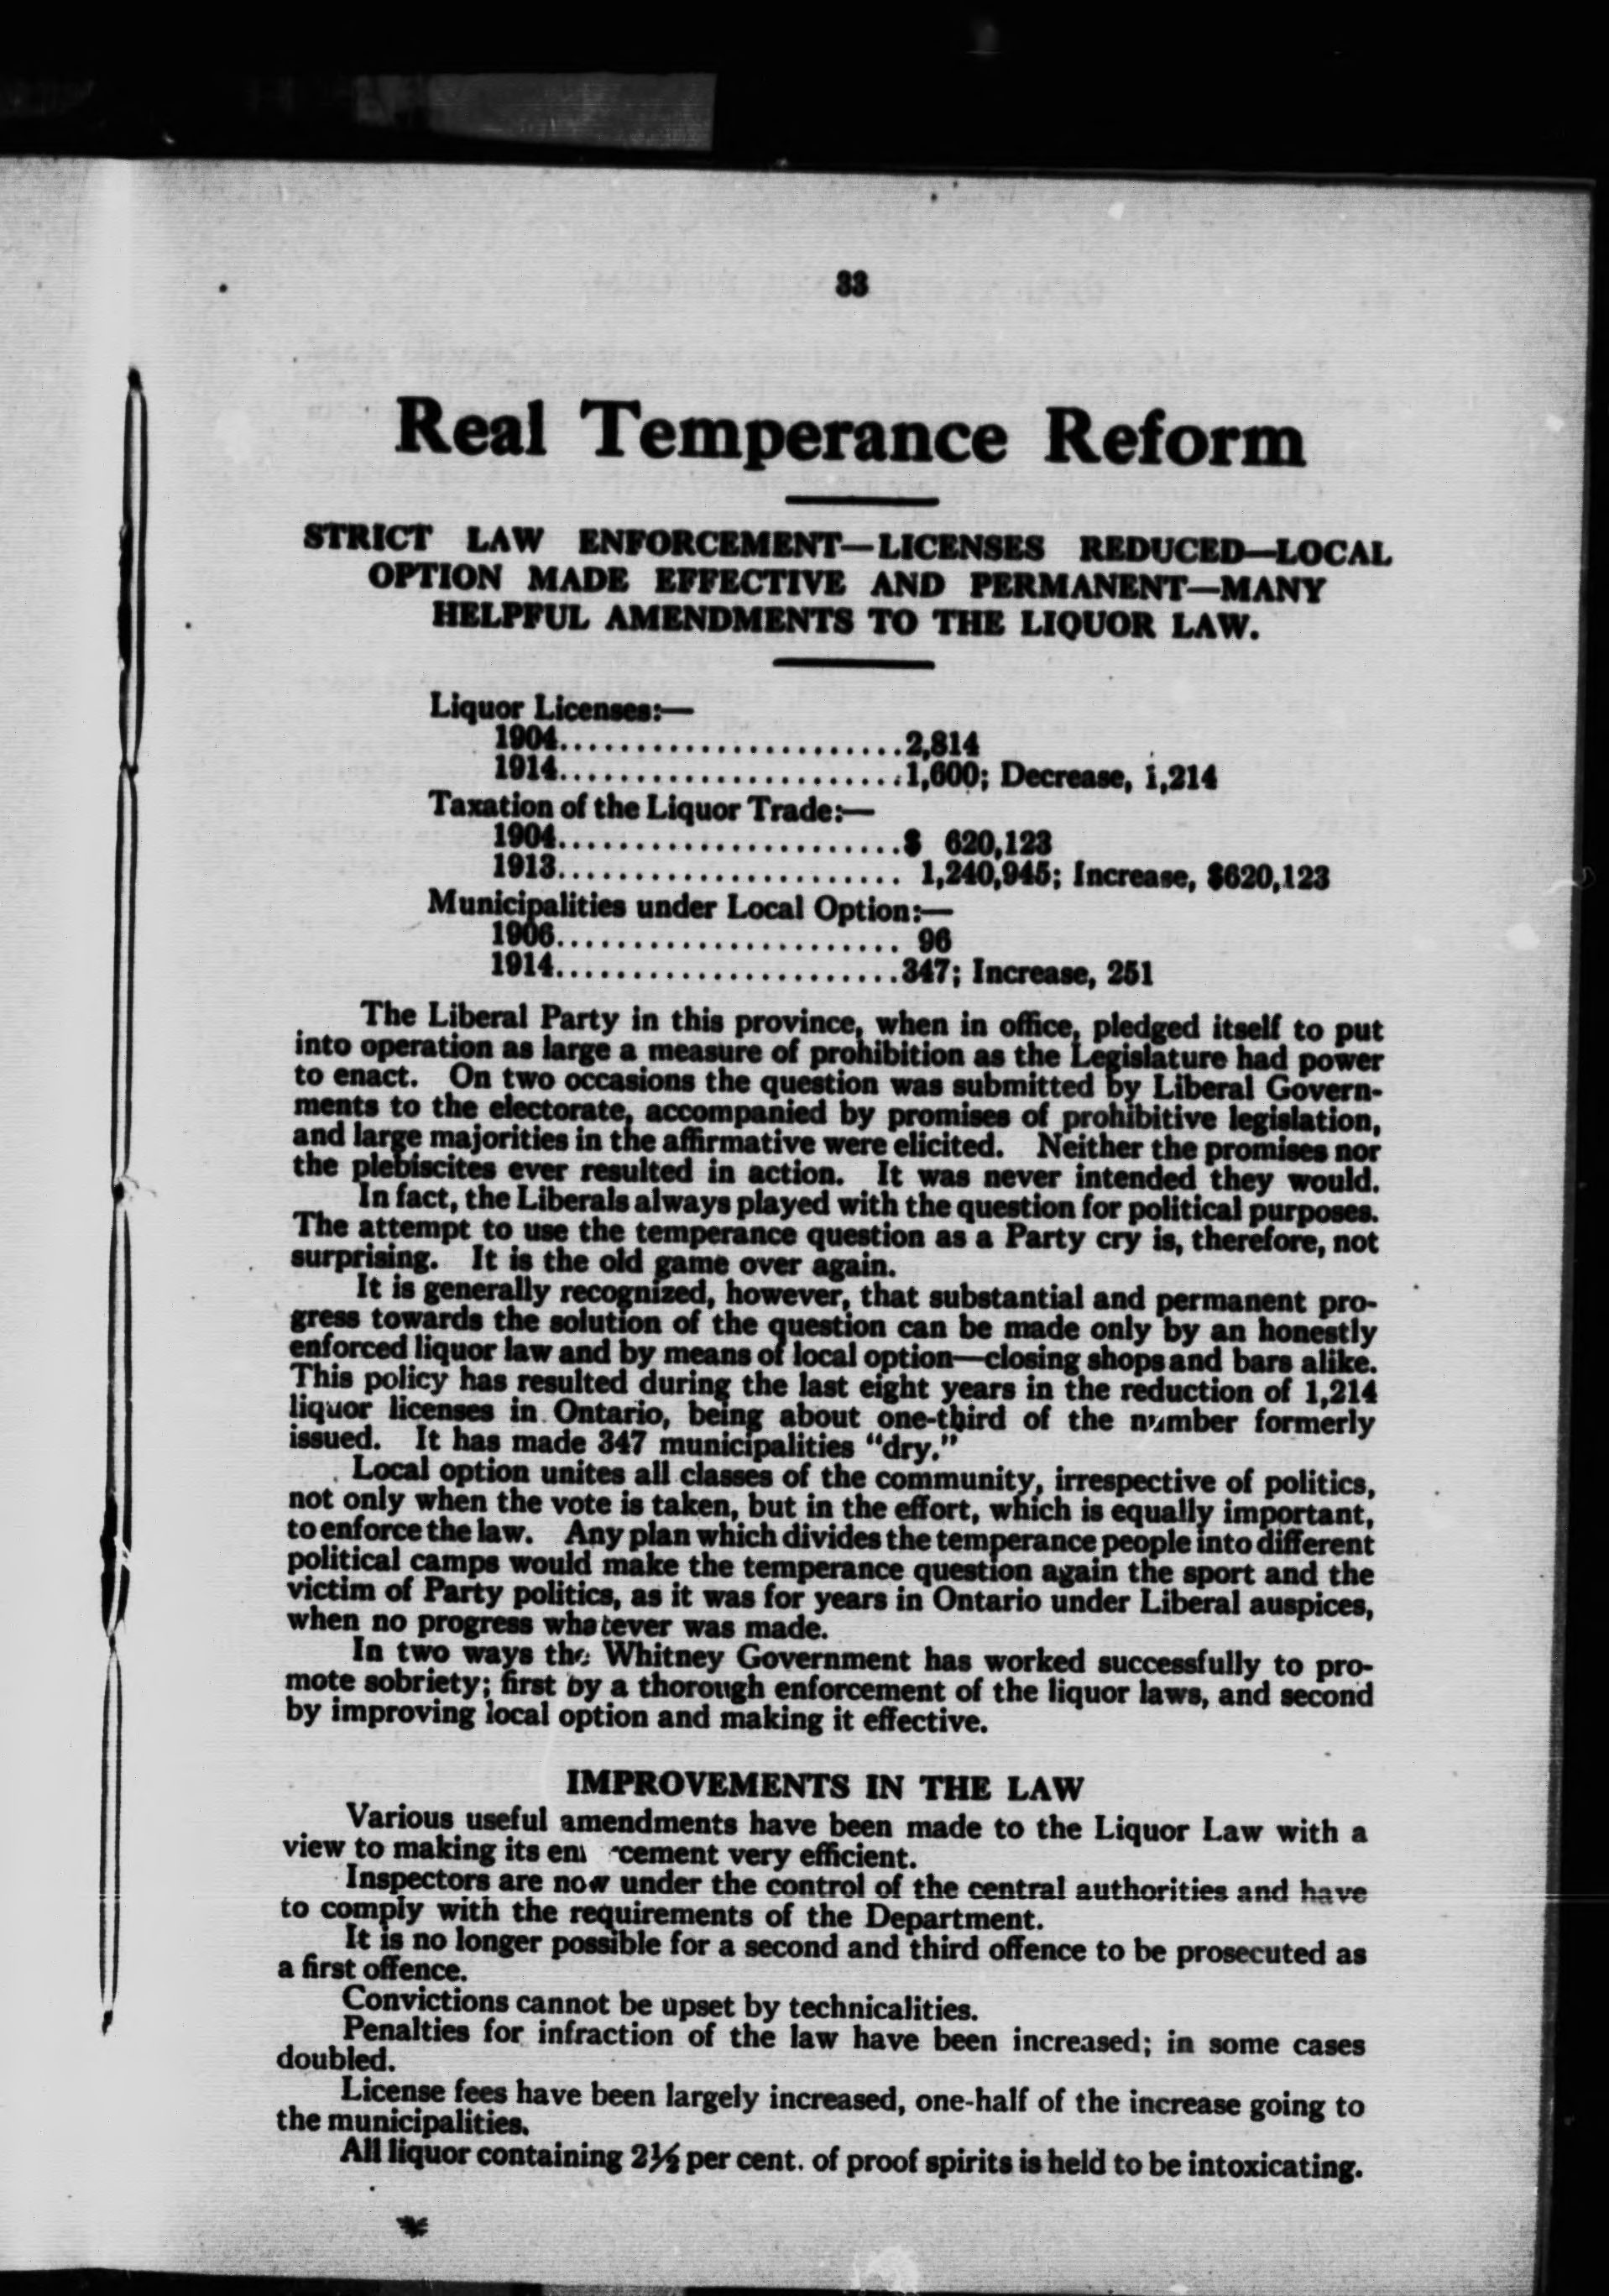 33
Real Temperance Reform
STRICT LAW ENFORCEMENT—LICENSES REDUCED—LOCAL
OPTION MADE EFFECTIVE AND PERMANENT—MANY
HELPFUL AMENDMENTS TO THE LIQUOR LAW.
Liquor Licenses:—
1904........................2,814
1914........................1,600; Decrease, 1,214
Taxation of the Liquor Trade:—
1904........................$ 620,123
1913........................ 1,240,945; Increase, $620,123
Municipalities under Local Option:—
1906........................ 96
1914........................347; Increase, 251
The Liberal Party in this province, when in office, pledged itself to put
into operation as large a measure of prohibition as the Legislature had power
to enact. On two occasions the question was submitted by Liberal Govern-
ments to the electorate, accompanied by promises of prohibitive legislation,
and large majorities in the affirmative were elicited. Neither the promises nor
the plebiscites ever resulted in action. It was never intended they would.
In fact, the Liberals always played with the question for political purposes.
The attempt to use the temperance question as a Party cry is, therefore, not
surprising. It is the old game over again.
It is generally recognized, however, that substantial and permanent pro-
gress towards the solution of the question can be made only by an honestly
enforced liquor law and by means of local option—closing shops and bars alike.
This policy has resulted during the last eight years in the reduction of 1,214
liquor licenses in Ontario, being about one-third of the number formerly
issued. It has made 347 municipalities "dry."
Local option unites all classes of the community, irrespective of politics,
not only when the vote is taken, but in the effort, which is equally important,
to enforce the law. Any plan which divides the temperance people into different
political camps would make the temperance question again the sport and the
victim of Party politics, as it was for years in Ontario under Liberal auspices,
when no progress whatever was made.
In two ways the Whitney Government has worked successfully to pro-
mote sobriety; first by a thorough enforcement of the liquor laws, and second
by improving local option and making it effective.
IMPROVEMENTS IN THE LAW
Various useful amendments have been made to the Liquor Law with a
view to making its en cement very efficient.
Inspectors are now under the control of the central authorities and have
to comply with the requirements of the Department.
It is no longer possible for a second and third offence to be prosecuted as
a first offence.
Convictions cannot be upset by technicalities.
Penalties for infraction of the law have been increased; in some cases
doubled.
License fees have been largely increased, one-half of the increase going to
the municipalities.
All liquor containing 2½ per cent. of proof spirits is held to be intoxicating.